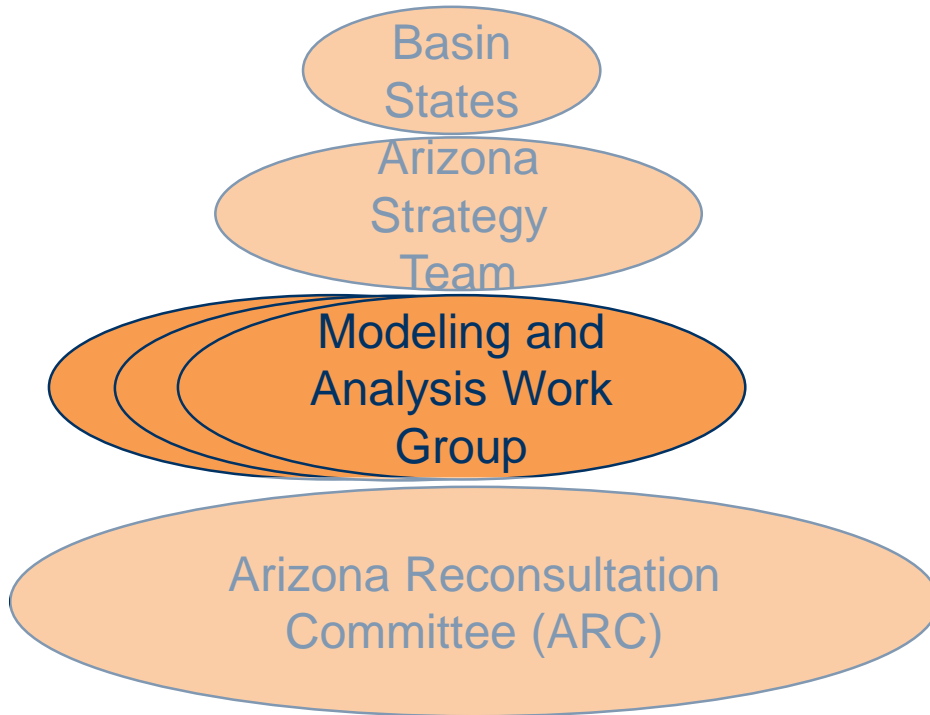 Basin
States
Arizona
Strategy
Team
Modeling and
Analysis Work
Group
Arizona Reconsultation
Committee (ARC)